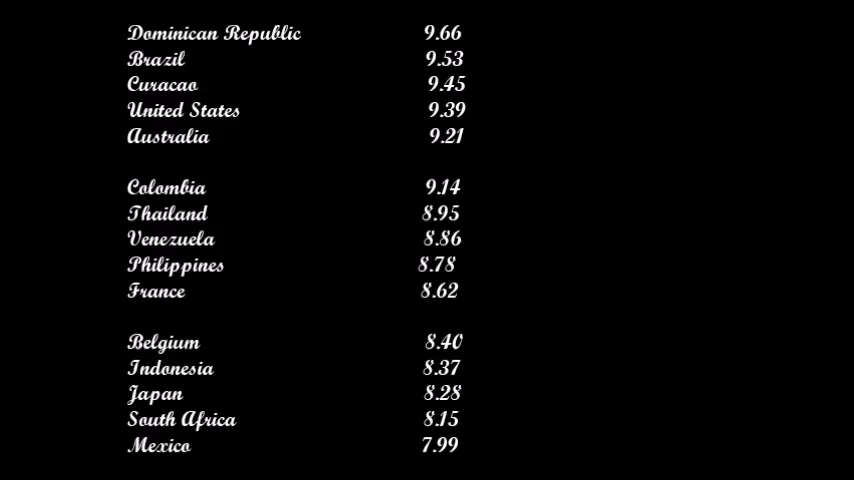 Dominican Republic 9.66
Brazil 9.53
Curacao 9.45
United States 9.39
Australia 9.21
Colombia 9.14
Thailand 8.95
Venezuela 8.86
Philippines 8.78
France 8.62
Belgium 8.40
Indonesia 8.37
Japan 8.28
South Africa 8.15
Mexico 7.99